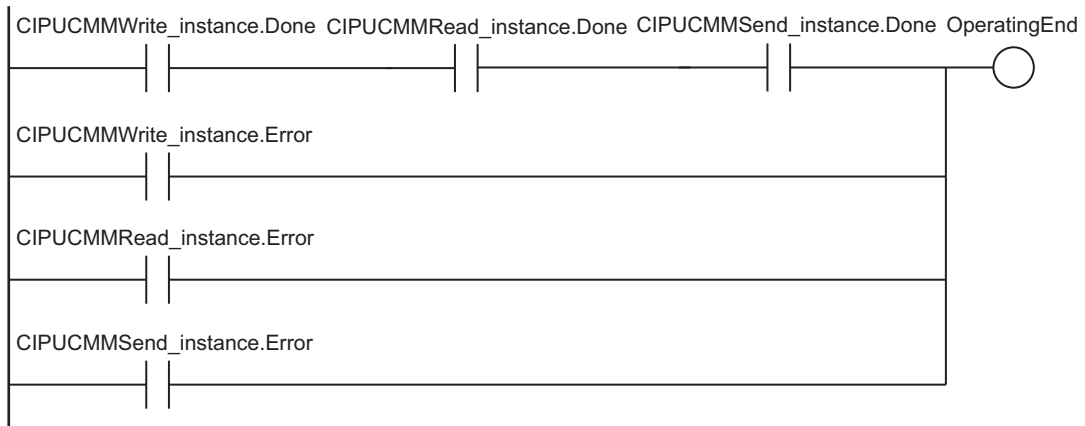 CIPUCMMWrite_instance.Done CIPUCMMRead_instance.Done CIPUCMMSend_instance.Done OperatingEnd
CIPUCMMWrite_instance.Error
CIPUCMMRead_instance.Error
CIPUCMMSend_instance.Error